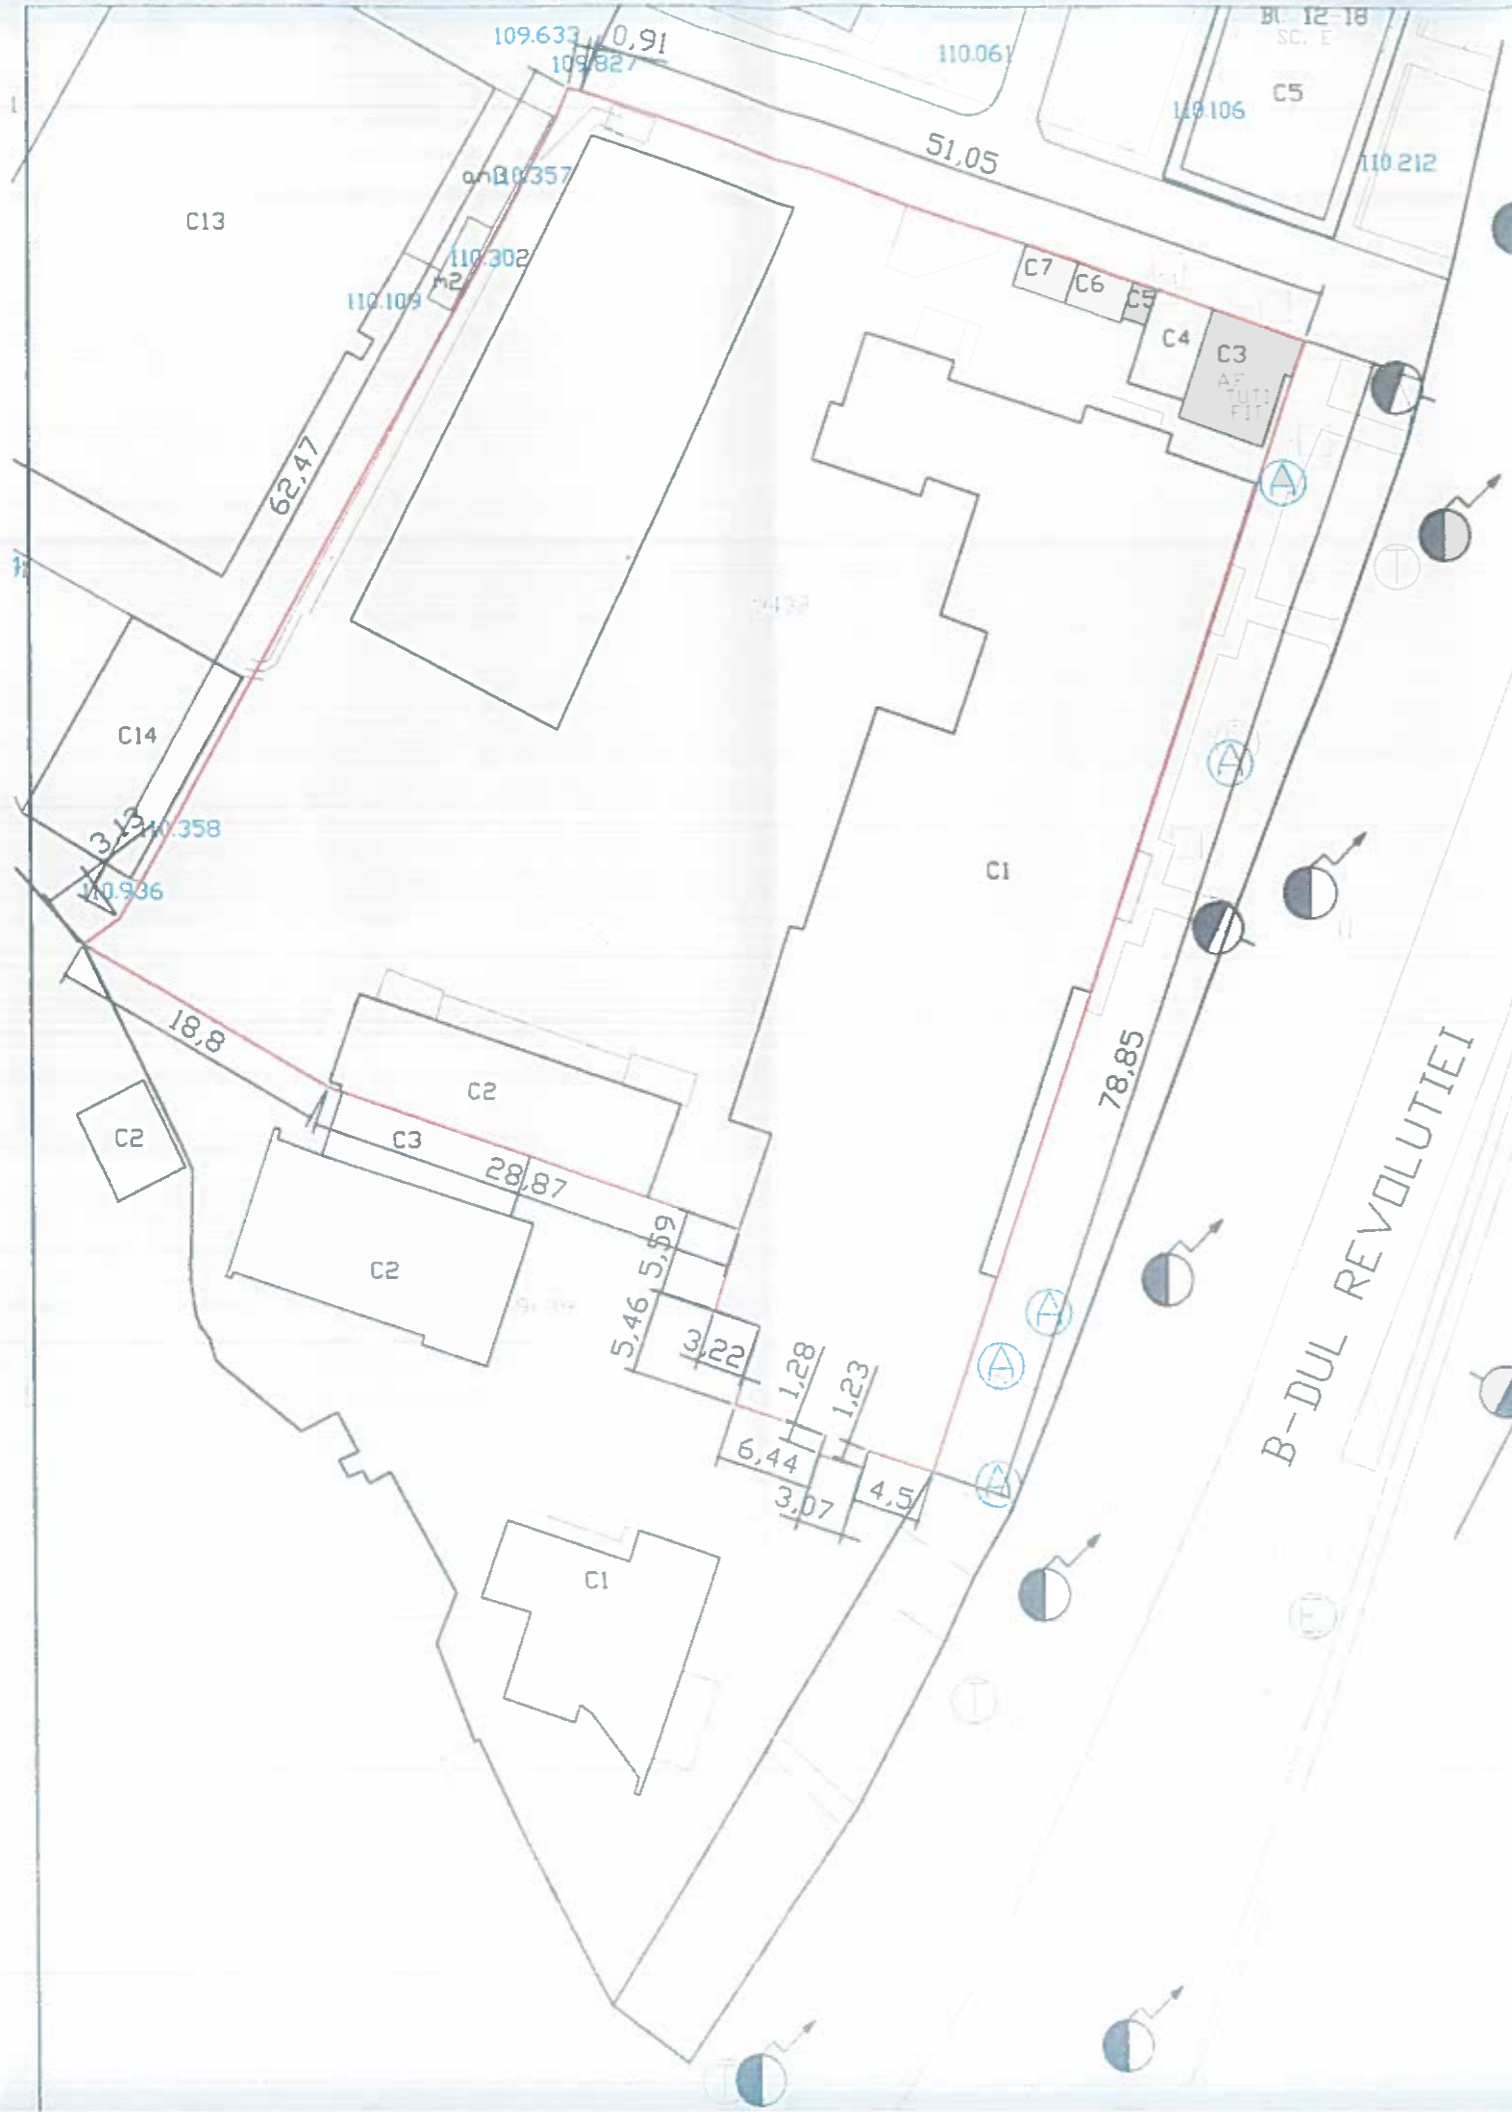 Bl. 12-18
SC. E
109.633
0,91
110.061
109.827
C5
110.106
51,05
110.212
110.357
C13
110.302
m2
110.109
C7
C6
C5
C4
C3
62,47
A
T
C14
A
3,13
110.358
C1
110.936
18,8
78,85
C2
C2
C3
28,87
B-DUL REVOLUTIEI
5,59
C2
5,46
3,22
1,28
1,23
A
A
6,44
3,07
4,5
A
C1
E
T
T